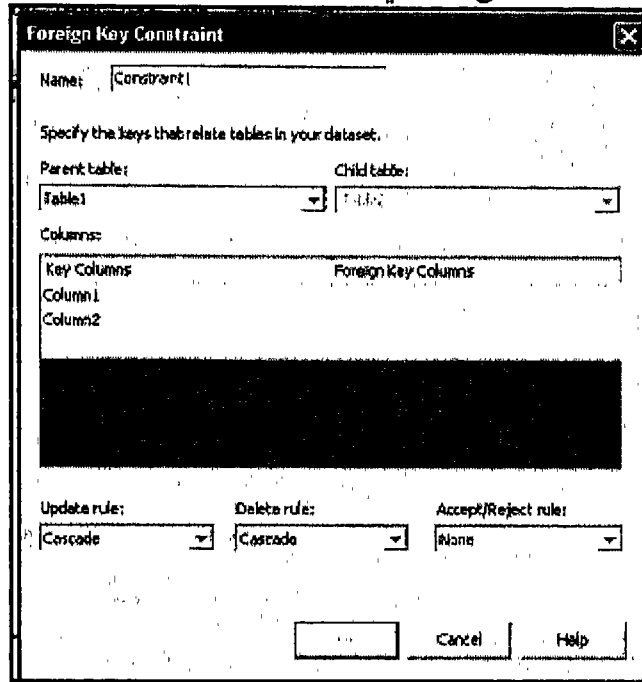 Foreign Key Constraint
Name: Constraint1
Specify the keys that relate tables in your dataset.
Parent table: Child table:
Table1 Table2
Columns:
Key Columns Foreign Key Columns
Column1
Column2
Update rule: Delete rule: Accept/Reject rule:
Cascade Cascade None
Cancel Help